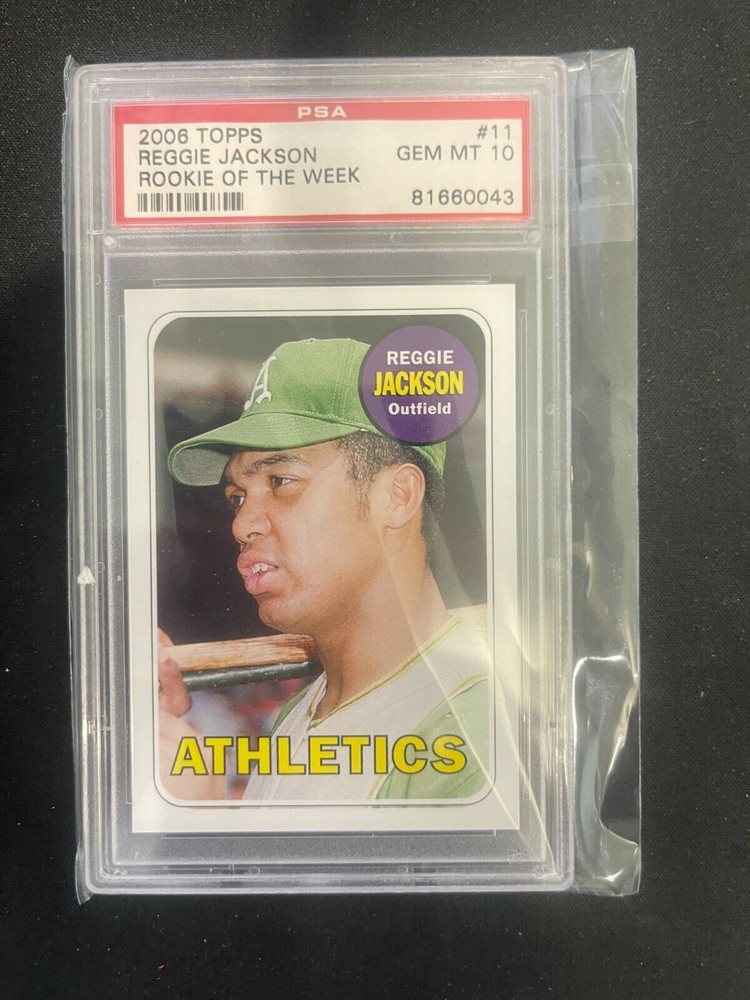 PSA
2006 TOPPS #11
REGGIE JACKSON GEM MT 10
ROOKIE OF THE WEEK
81660043
A
REGGIE
JACKSON
Outfield
ATHLETICS